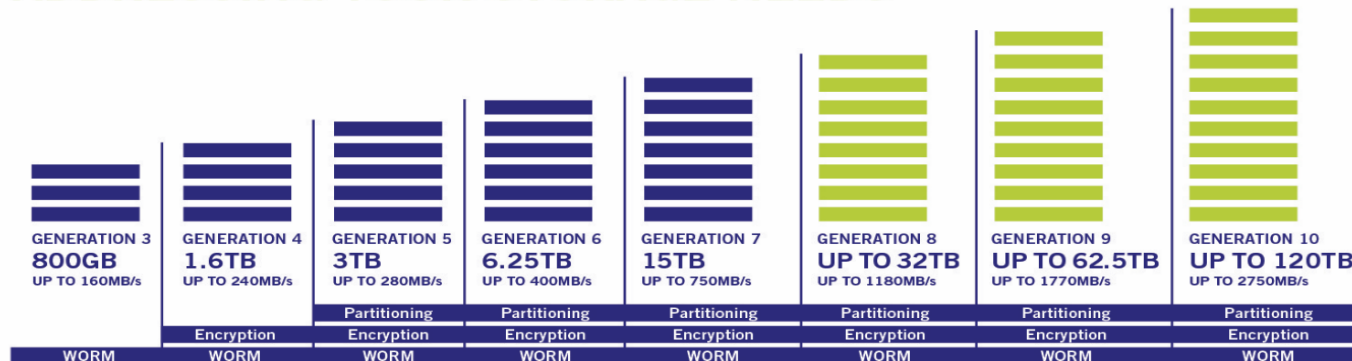 GENERATION 3
800GB
UP TO 160MB/s
GENERATION 4
1.6TB
UP TO 240MB/s
GENERATION 5
3TB
UP TO 280MB/s
GENERATION 6
6.25TB
UP TO 400MB/s
GENERATION 7
15TB
UP TO 750MB/s
GENERATION 8
UP TO 32TB
UP TO 1180MB/s
GENERATION 9
UP TO 62.5TB
UP TO 1770MB/s
GENERATION 10
UP TO 120TB
UP TO 2750MB/s
Partitioning Partitioning Partitioning Partitioning Partitioning Partitioning
Encryption Encryption Encryption Encryption Encryption Encryption Encryption
WORM WORM WORM WORM WORM WORM WORM WORM